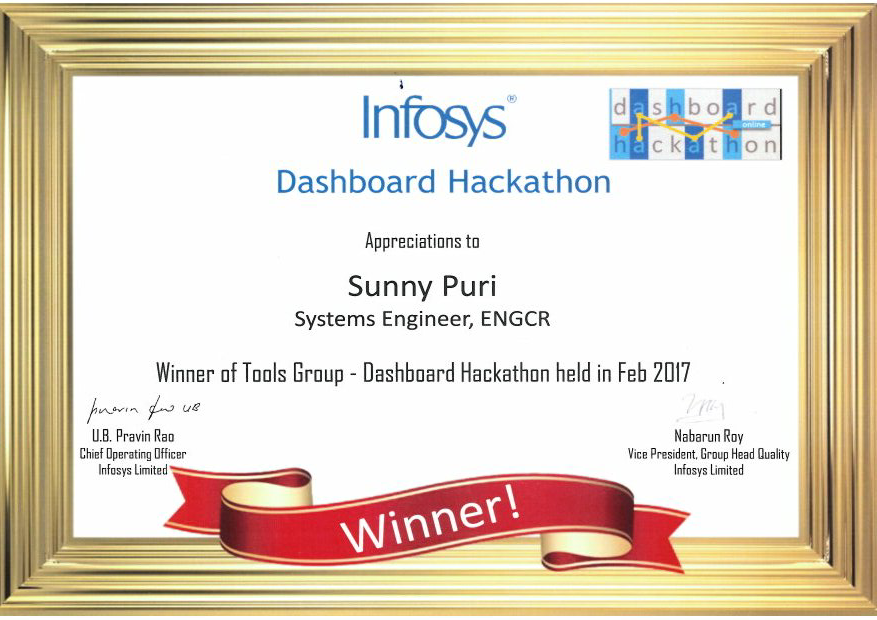 Infosys®
dashboard
online
hackathon
Dashboard Hackathon
Appreciations to
Sunny Puri
Systems Engineer, ENGCR
Winner of Tools Group - Dashboard Hackathon held in Feb 2017
U.B. Pravin Rao
Chief Operating Officer
Infosys Limited
Nabarun Roy
Vice President, Group Head Quality
Infosys Limited
Winner!